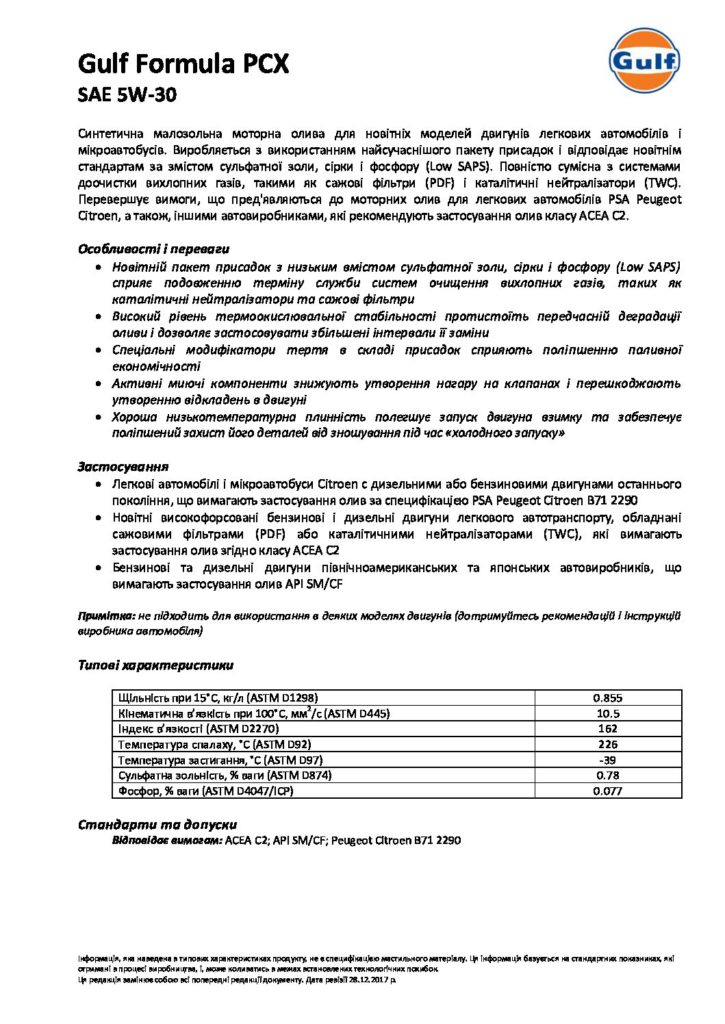 Gulf Formula PCX
SAE 5W-30
Gulf
Синтетична малозольна моторна олива для новітніх моделей двигунів легкових автомобілів і
мікроавтобусів. Виробляється з використанням найсучаснішого пакету присадок і відповідає новітнім
стандартам за змістом сульфатної золи, сірки і фосфору (Low SAPS). Повністю сумісна з системами
доочистки вихлопних газів, такими як сажові фільтри (PDF) і каталітичні нейтралізатори (TWC).
Перевершує вимоги, що пред'являються до моторних олив для легкових автомобілів PSA Peugeot
Citroen, а також, іншими автовиробниками, які рекомендують застосування олив класу ACEA C2.
Особливості і переваги
• Новітній пакет присадок з низьким вмістом сульфатної золи, сірки і фосфору (Low SAPS)
сприяє подовженню терміну служби систем очищення вихлопних газів, таких як
каталітичні нейтралізатори та сажові фільтри
• Високий рівень термоокислювальної стабільності протистоїть передчасній деградації
оливи і дозволяє застосовувати збільшені інтервали її заміни
• Спеціальні модифікатори тертя в складі присадок сприяють поліпшенню паливної
економічності
• Активні миючі компоненти знижують утворення нагару на клапанах і перешкоджають
утворенню відкладень в двигуні
• Хороша низькотемпературна плинність полегшує запуск двигуна взимку та забезпечує
поліпшений захист його деталей від зношування під час «холодного запуску»
Застосування
• Легкові автомобілі і мікроавтобуси Citroen с дизельними або бензиновими двигунами останнього
покоління, що вимагають застосування олив за специфікацією PSA Peugeot Citroen B71 2290
• Новітні високофорсовані бензинові і дизельні двигуни легкового автотранспорту, обладнані
сажовими фільтрами (PDF) або каталітичними нейтралізаторами (TWC), які вимагають
застосування олив згідно класу ACEA C2
• Бензинові та дизельні двигуни північноамериканських та японських автовиробників, що
вимагають застосування олив API SM/CF
Примітка: не підходить для використання в деяких моделях двигунів (дотримуйтесь рекомендацій і інструкцій
виробника автомобіля)
Типові характеристики
Щільність при 15°C, кг/л (ASTM D1298) 0.855
Кінематична в'язкість при 100°C, мм²/с (ASTM D445) 10.5
Індекс в'язкості (ASTM D2270) 162
Температура спалаху, °C (ASTM D92) 226
Температура застигання, °C (ASTM D97) -39
Сульфатна зольність, % ваги (ASTM D874) 0.78
Фосфор, % ваги (ASTM D4047/ICP) 0.077
Стандарти та допуски
Відповідає вимогам: ACEA C2; API SM/CF; Peugeot Citroen B71 2290
Інформація, яка наведена в типових характеристиках продукту, не є специфікацією мастильного матеріалу. Ця інформація базується на стандартних показниках, які
отримані в процесі виробництва, і, може коливатись в межах встановлених технологічних похибок.
Ця редакція замінює собою всі попередні редакції документу. Дата ревізії 28.12.2017 р.